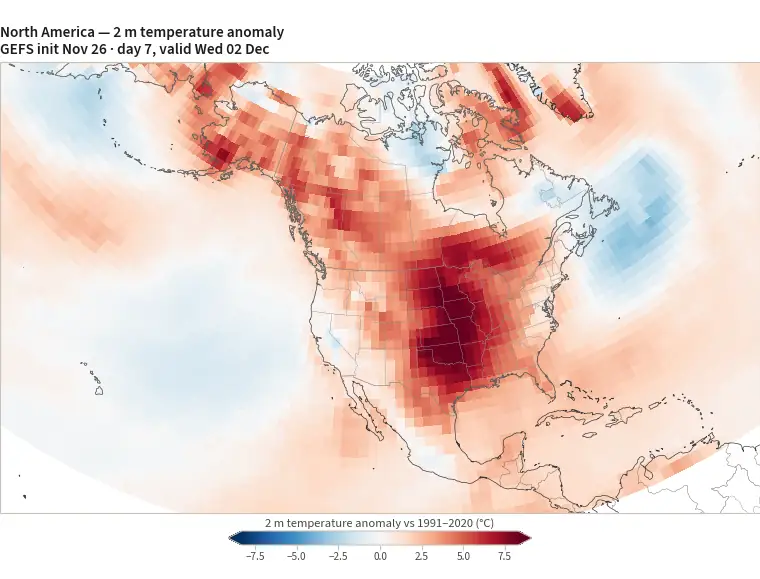 North America — 2 m temperature anomaly
GEFS init Nov 26 · day 7, valid Wed 02 Dec
2 m temperature anomaly vs 1991–2020 (°C)
−7.5 −5.0 −2.5 0.0 2.5 5.0 7.5